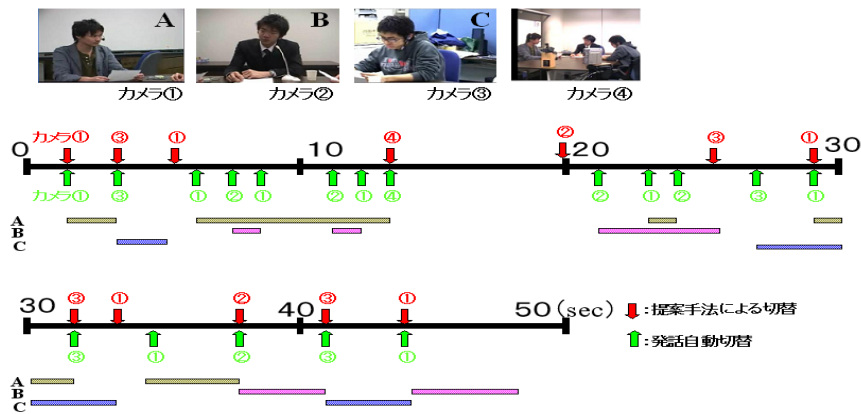 A B C
カメラ① カメラ② カメラ③ カメラ④
カメラ① ③ ① ④ ② ③ ①
0 10 20 30
カメラ① ③ ① ② ① ② ① ④ ② ① ② ③ ①
A
B
C
30 40 50(sec)
③ ① ② ③ ①
:提案手法による切替
③ ① ② ③ ①
:発話自動切替
A
B
C